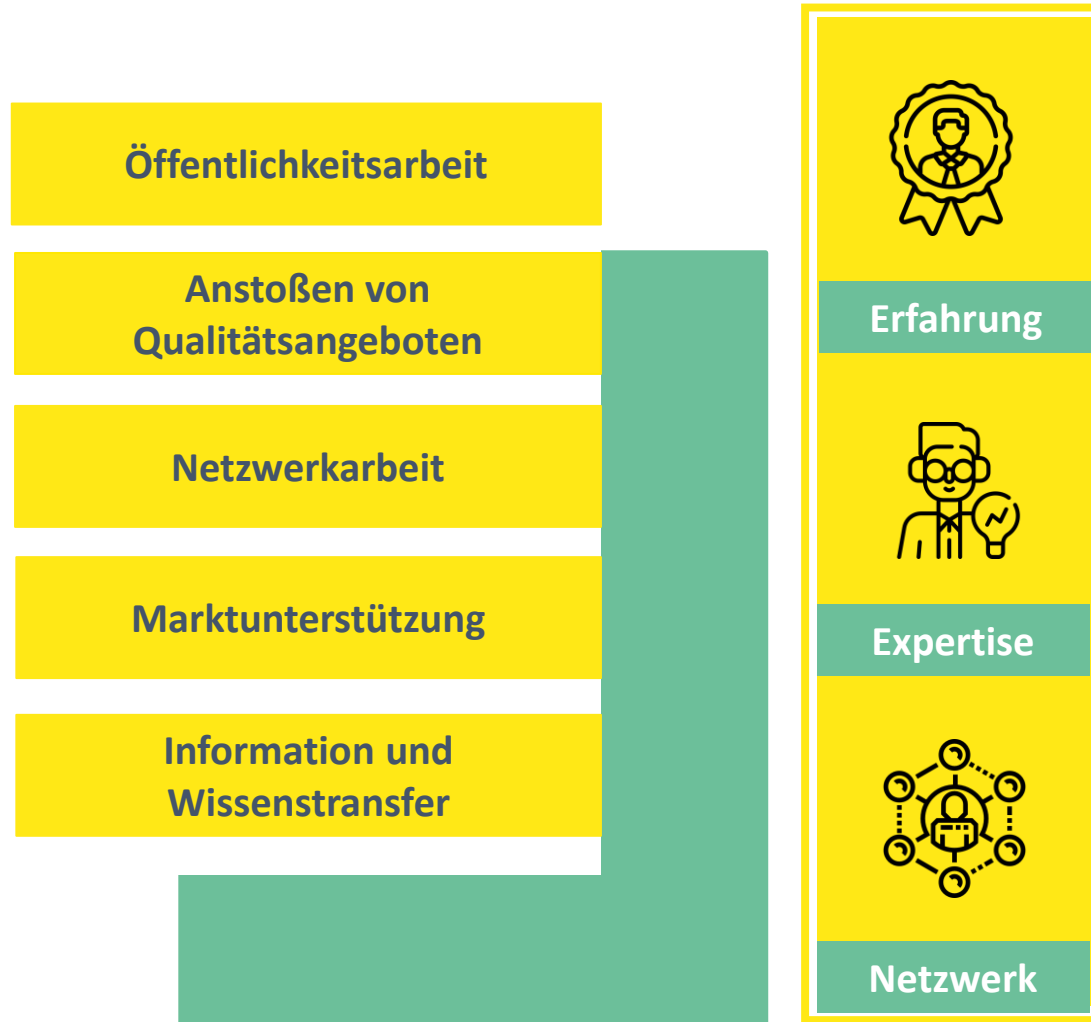 Öffentlichkeitsarbeit
Anstoßen von
Qualitätsangeboten
Netzwerkarbeit
Marktunterstützung
Information und
Wissenstransfer
Erfahrung
Expertise
Netzwerk